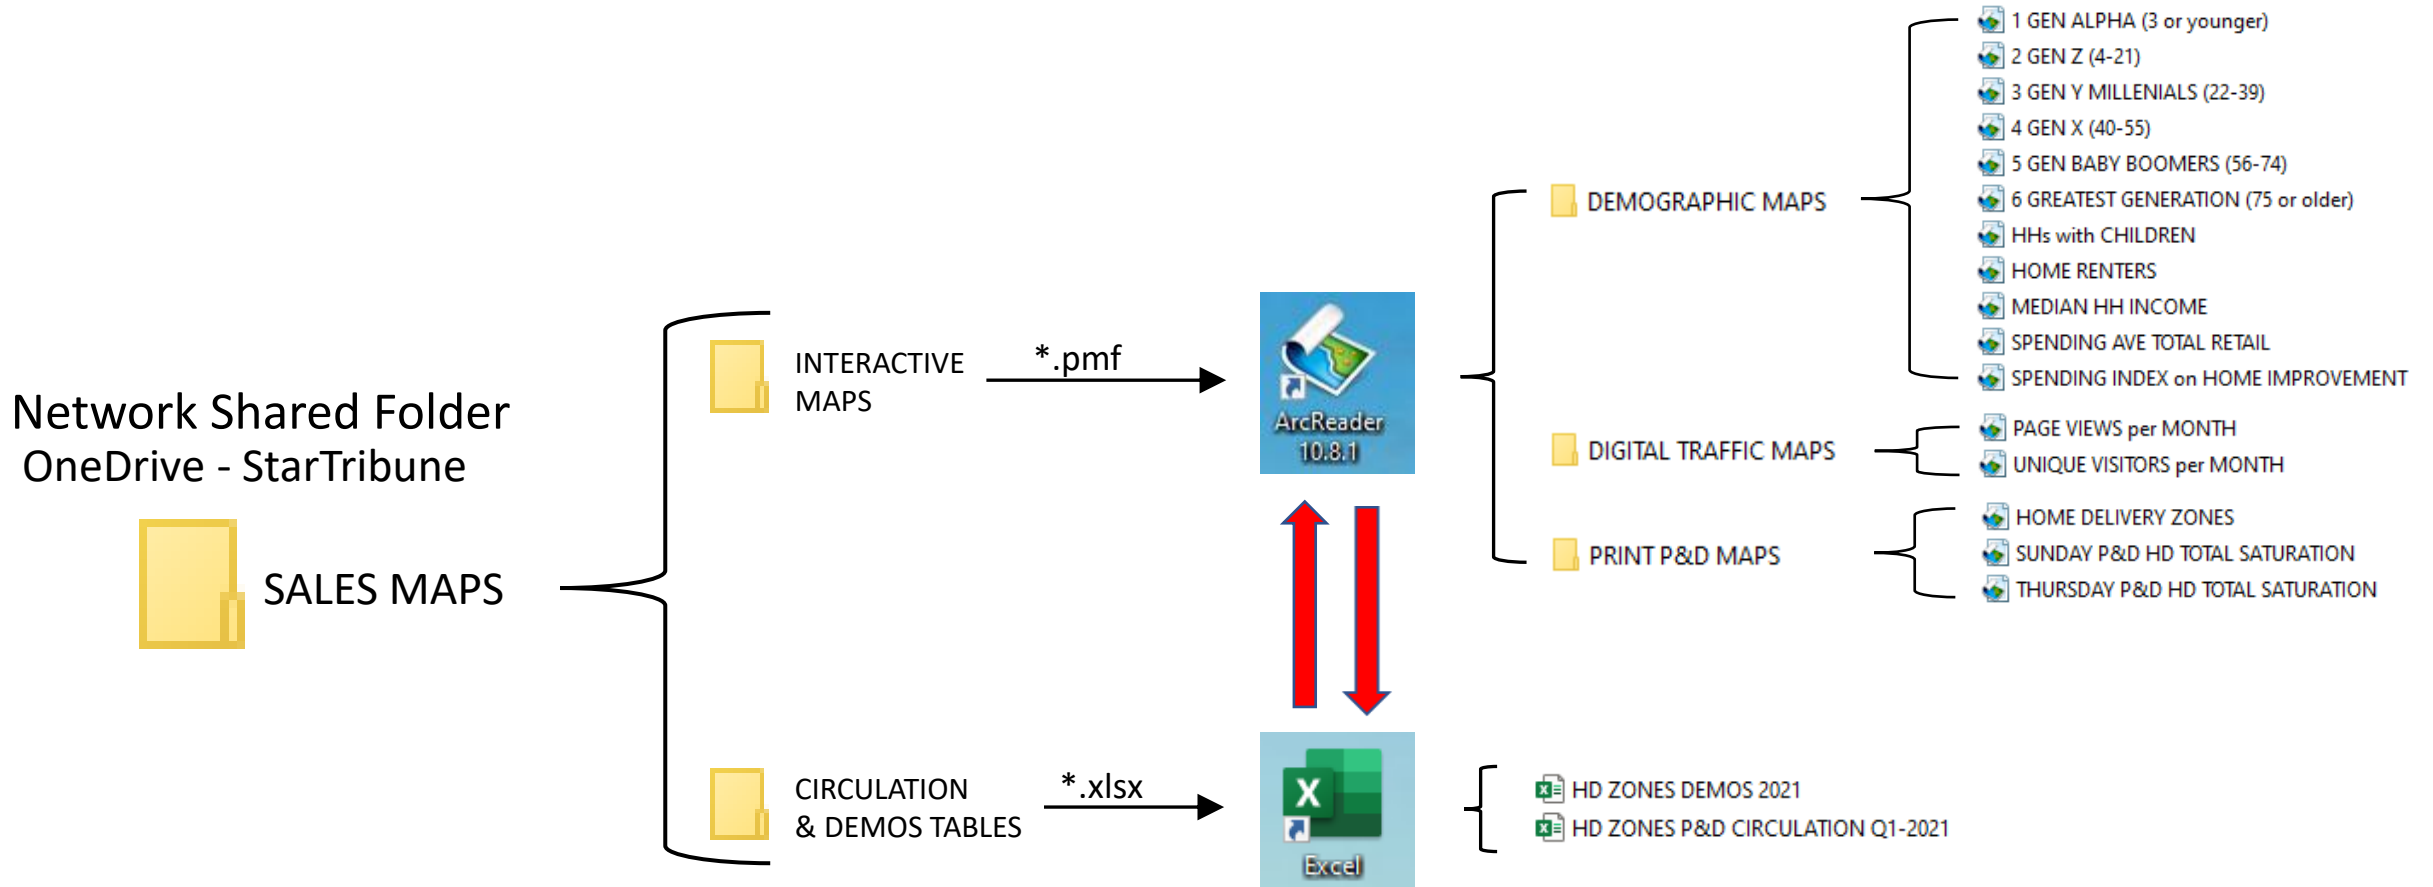 Network Shared Folder
OneDrive - StarTribune
SALES MAPS
INTERACTIVE
MAPS
*.pmf
ArcReader
10.8.1
DEMOGRAPHIC MAPS
1 GEN ALPHA (3 or younger)
2 GEN Z (4-21)
3 GEN Y MILLENIALS (22-39)
4 GEN X (40-55)
5 GEN BABY BOOMERS (56-74)
6 GREATEST GENERATION (75 or older)
HHs with CHILDREN
HOME RENTERS
MEDIAN HH INCOME
SPENDING AVE TOTAL RETAIL
SPENDING INDEX on HOME IMPROVEMENT
DIGITAL TRAFFIC MAPS
PAGE VIEWS per MONTH
UNIQUE VISITORS per MONTH
PRINT P&D MAPS
HOME DELIVERY ZONES
SUNDAY P&D HD TOTAL SATURATION
THURSDAY P&D HD TOTAL SATURATION
CIRCULATION
& DEMOS TABLES
*.xlsx
X
Excel
HD ZONES DEMOS 2021
HD ZONES P&D CIRCULATION Q1-2021